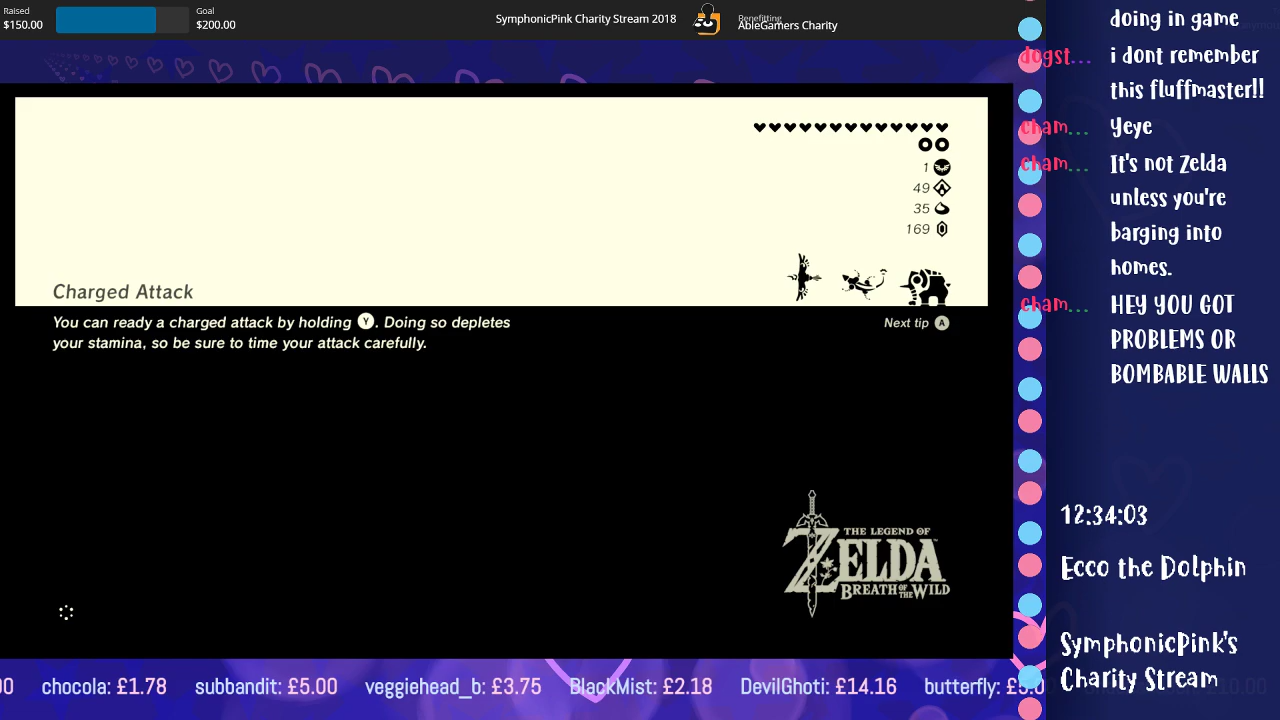 Raised
$150.00
Goal
$200.00
SymphonicPink Charity Stream 2018
Benefitting
AbleGamers Charity
doing in game
dogst... i dont remember
this fluffmaster!!
cham... Yeye
cham... It's not Zelda
unless you're
barging into
homes.
cham... HEY YOU GOT
PROBLEMS OR
BOMBABLE WALLS
1
49
35
169
Charged Attack
You can ready a charged attack by holding Y. Doing so depletes
your stamina, so be sure to time your attack carefully.
Next tip A
THE LEGEND OF
ZELDA
BREATH OF THE WILD
12:34:03
Ecco the Dolphin
SymphonicPink's
Charity Stream
chocola: £1.78 subbandit: £5.00 veggiehead_b: £3.75 BlackMist: £2.18 DevilGhoti: £14.16 butterfly: £5.0